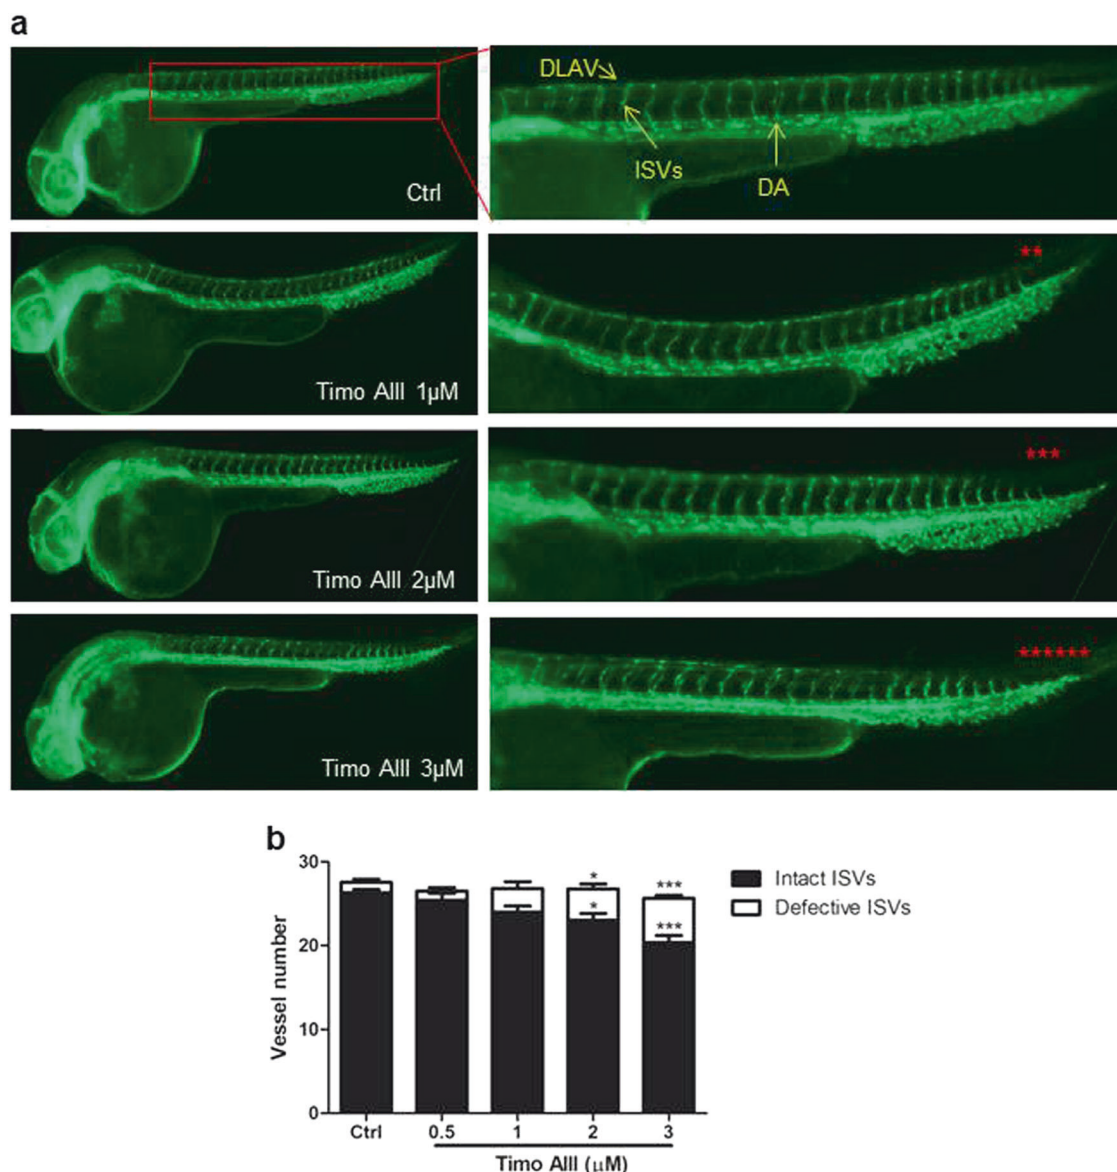 a
DLAV
ISVs
DA
Ctrl
**
Timo AIII 1µM
***
Timo AIII 2µM
******
Timo AIII 3µM
b
30
20
10
0
Vessel number
*
*
***
***
Intact ISVs
Defective ISVs
Ctrl 0.5 1 2 3
Timo AIII (µM)